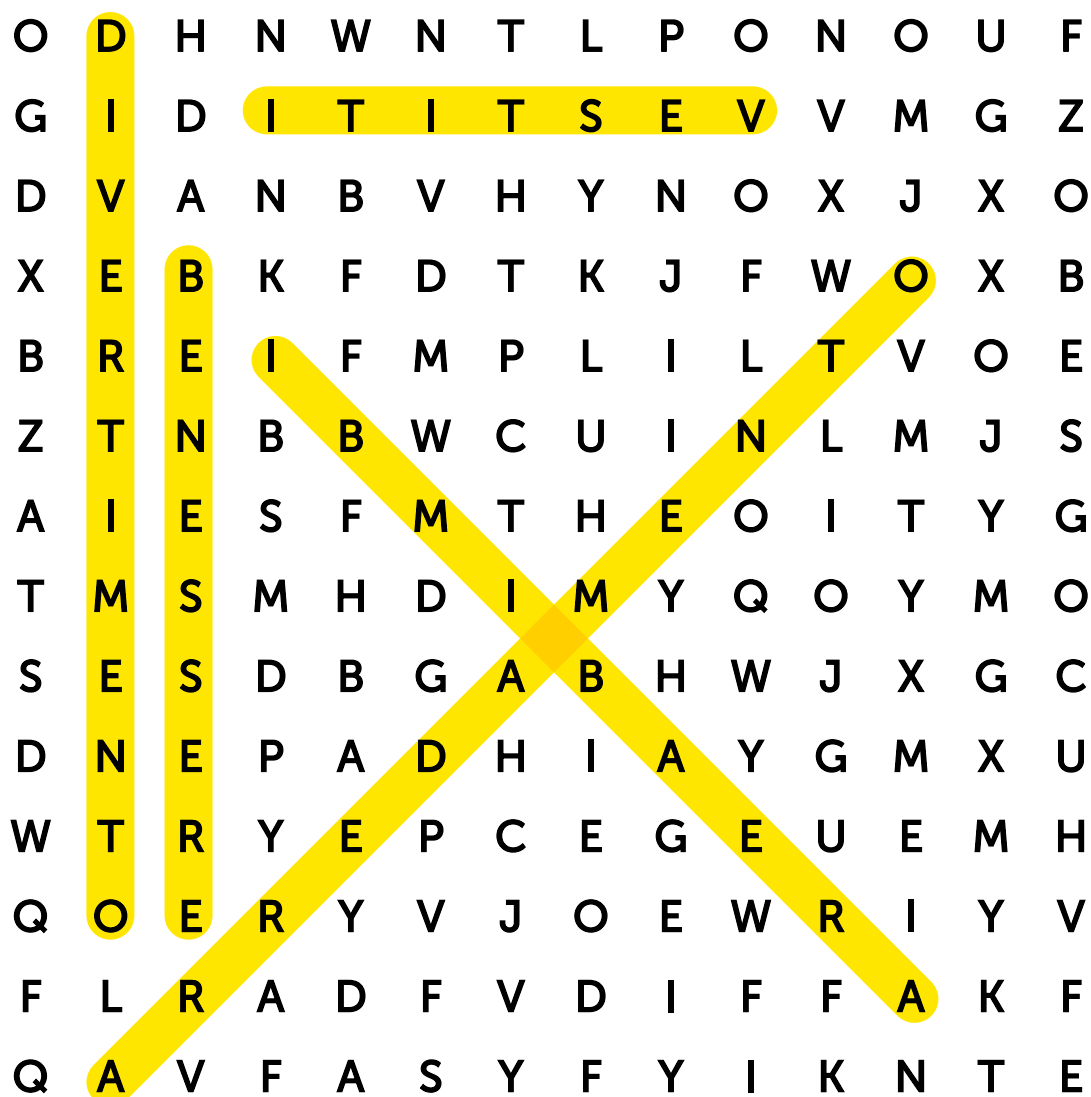 O D H N W N T L P O N O U F
G I D I T I T S E V V M G Z
D V A N B V H Y N O X J X O
X E B K F D T K J F W O X B
B R E I F M P L I L T V O E
Z T N B B W C U I N L M J S
A I E S F M T H E O I T Y G
T M S M H D I M Y Q O Y M O
S E S D B G A B H W J X G C
D N E P A D H I A Y G M X U
W T R Y E P C E G E U E M H
Q O E R Y V J O E W R I Y V
F L R A D F V D I F F A K F
Q A V F A S Y F Y I K N T E